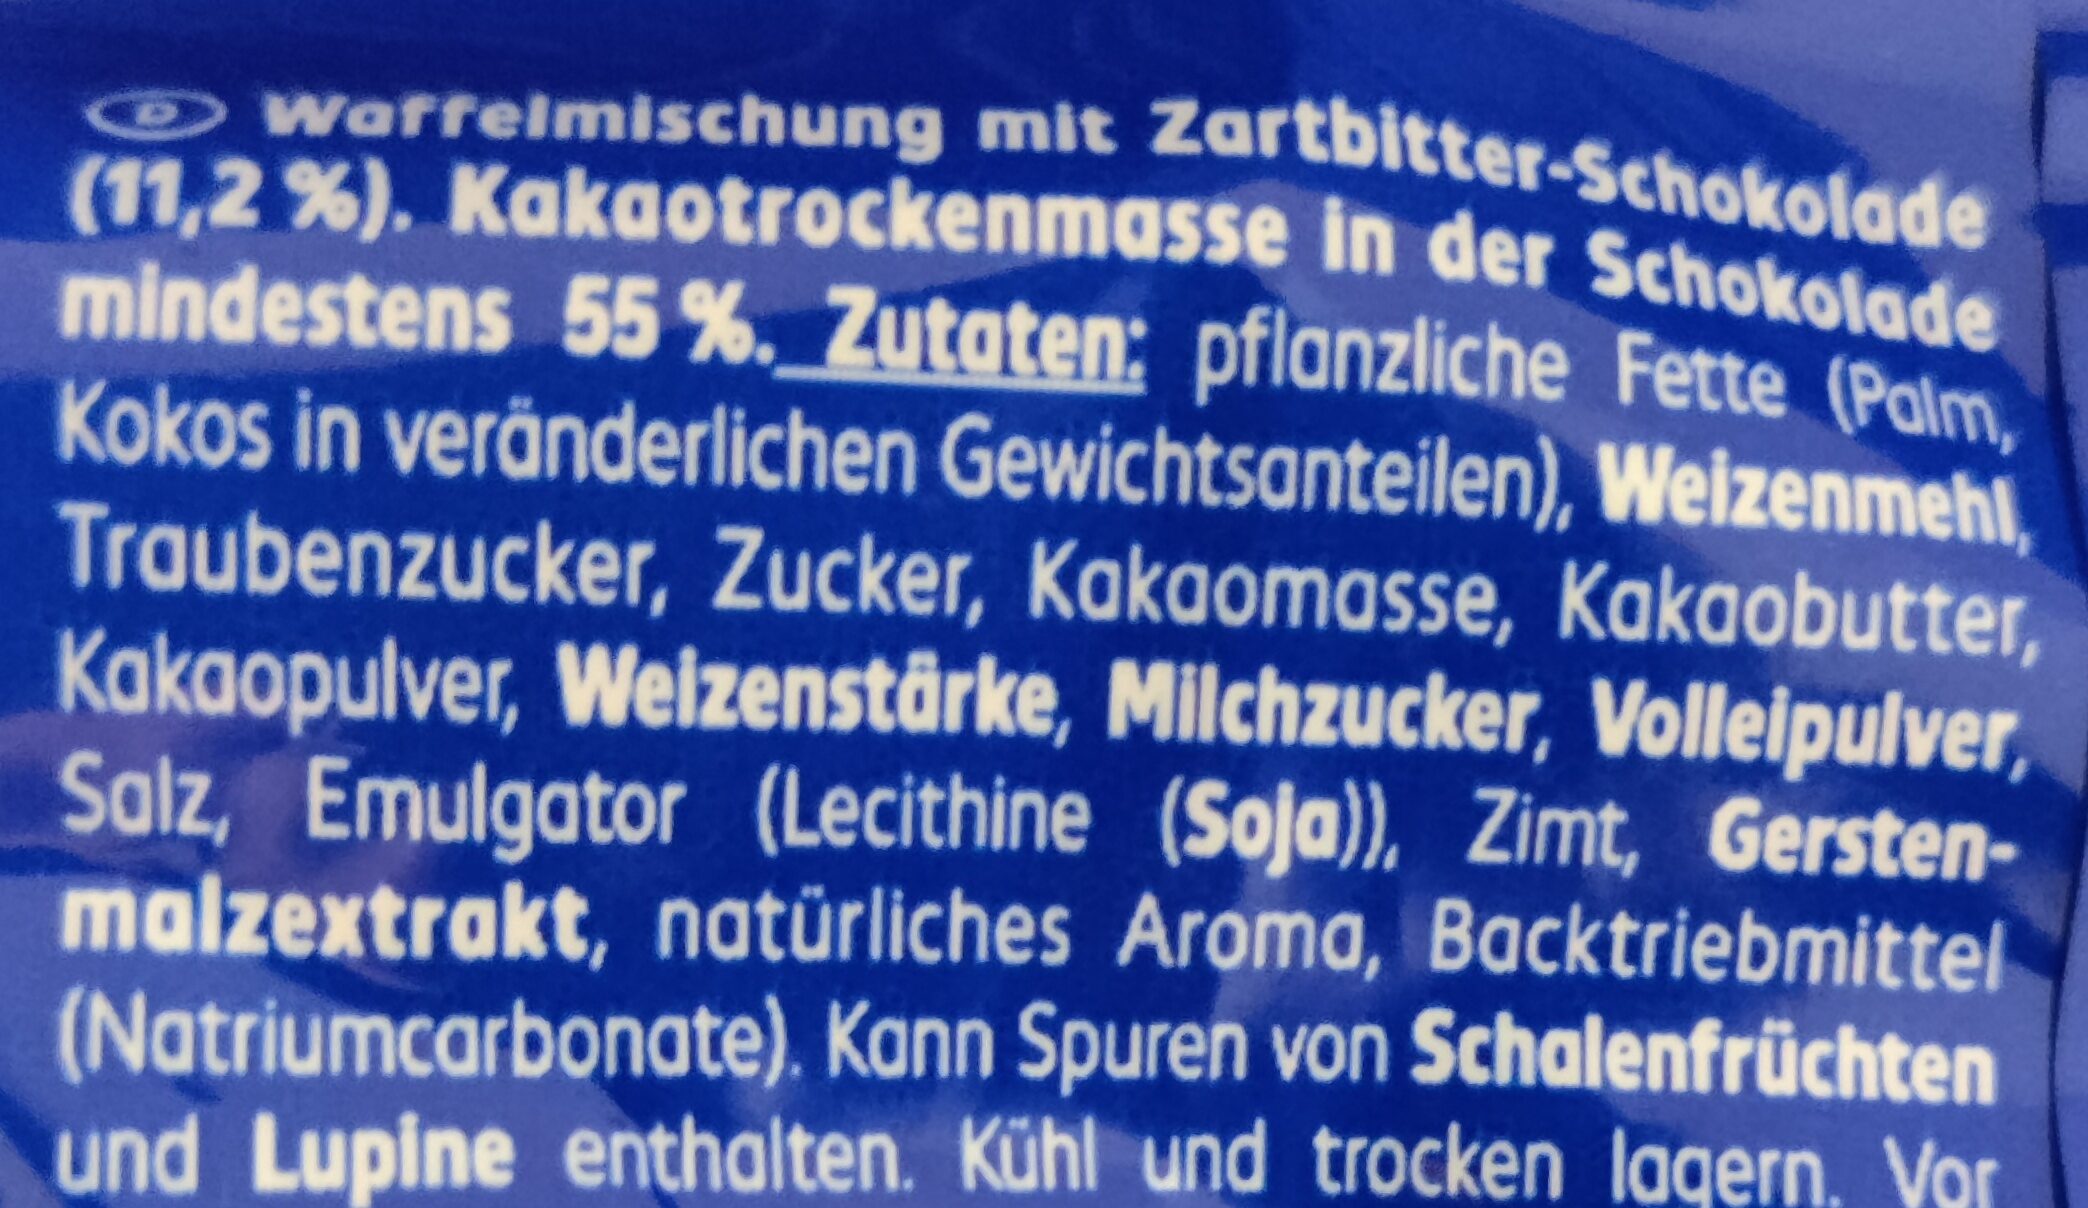 D Waffelmischung mit Zartbitter-Schokolade
(11,2 %). Kakaotrockenmasse in der Schokolade
mindestens 55 %. Zutaten: pflanzliche Fette (Palm,
Kokos in veränderlichen Gewichtsanteilen), Weizenmehl,
Traubenzucker, Zucker, Kakaomasse, Kakaobutter,
Kakaopulver, Weizenstärke, Milchzucker, Volleipulver,
Salz, Emulgator (Lecithine (Soja)), Zimt, Gersten-
malzextrakt, natürliches Aroma, Backtriebmittel
(Natriumcarbonate). Kann Spuren von Schalenfrüchten
und Lupine enthalten. Kühl und trocken lagern. Vor